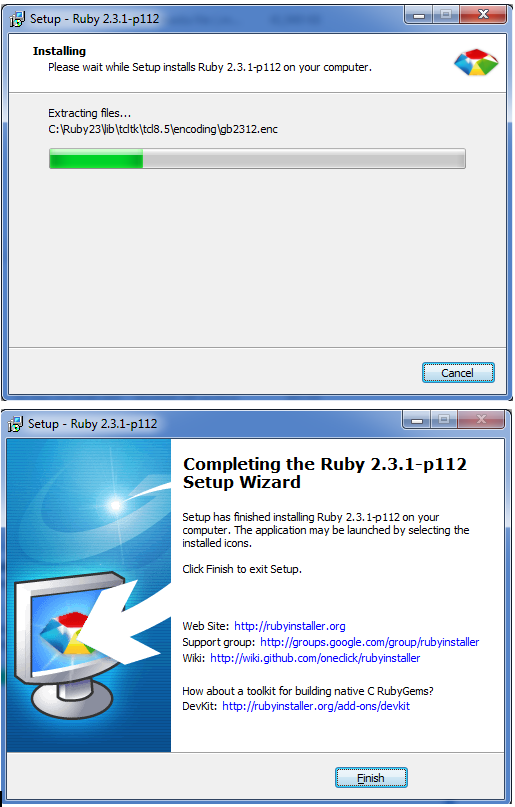 Setup - Ruby 2.3.1-p112
Installing
Please wait while Setup installs Ruby 2.3.1-p112 on your computer.
Extracting files...
C:\Ruby23\lib\tcltk\tcl8.5\encoding\gb2312.enc
Cancel
Setup - Ruby 2.3.1-p112
Completing the Ruby 2.3.1-p112
Setup Wizard
Setup has finished installing Ruby 2.3.1-p112 on your
computer. The application may be launched by selecting the
installed icons.
Click Finish to exit Setup.
Web Site: http://rubyinstaller.org
Support group: http://groups.google.com/group/rubyinstaller
Wiki: http://wiki.github.com/oneclick/rubyinstaller
How about a toolkit for building native C RubyGems?
DevKit: http://rubyinstaller.org/add-ons/devkit
Finish